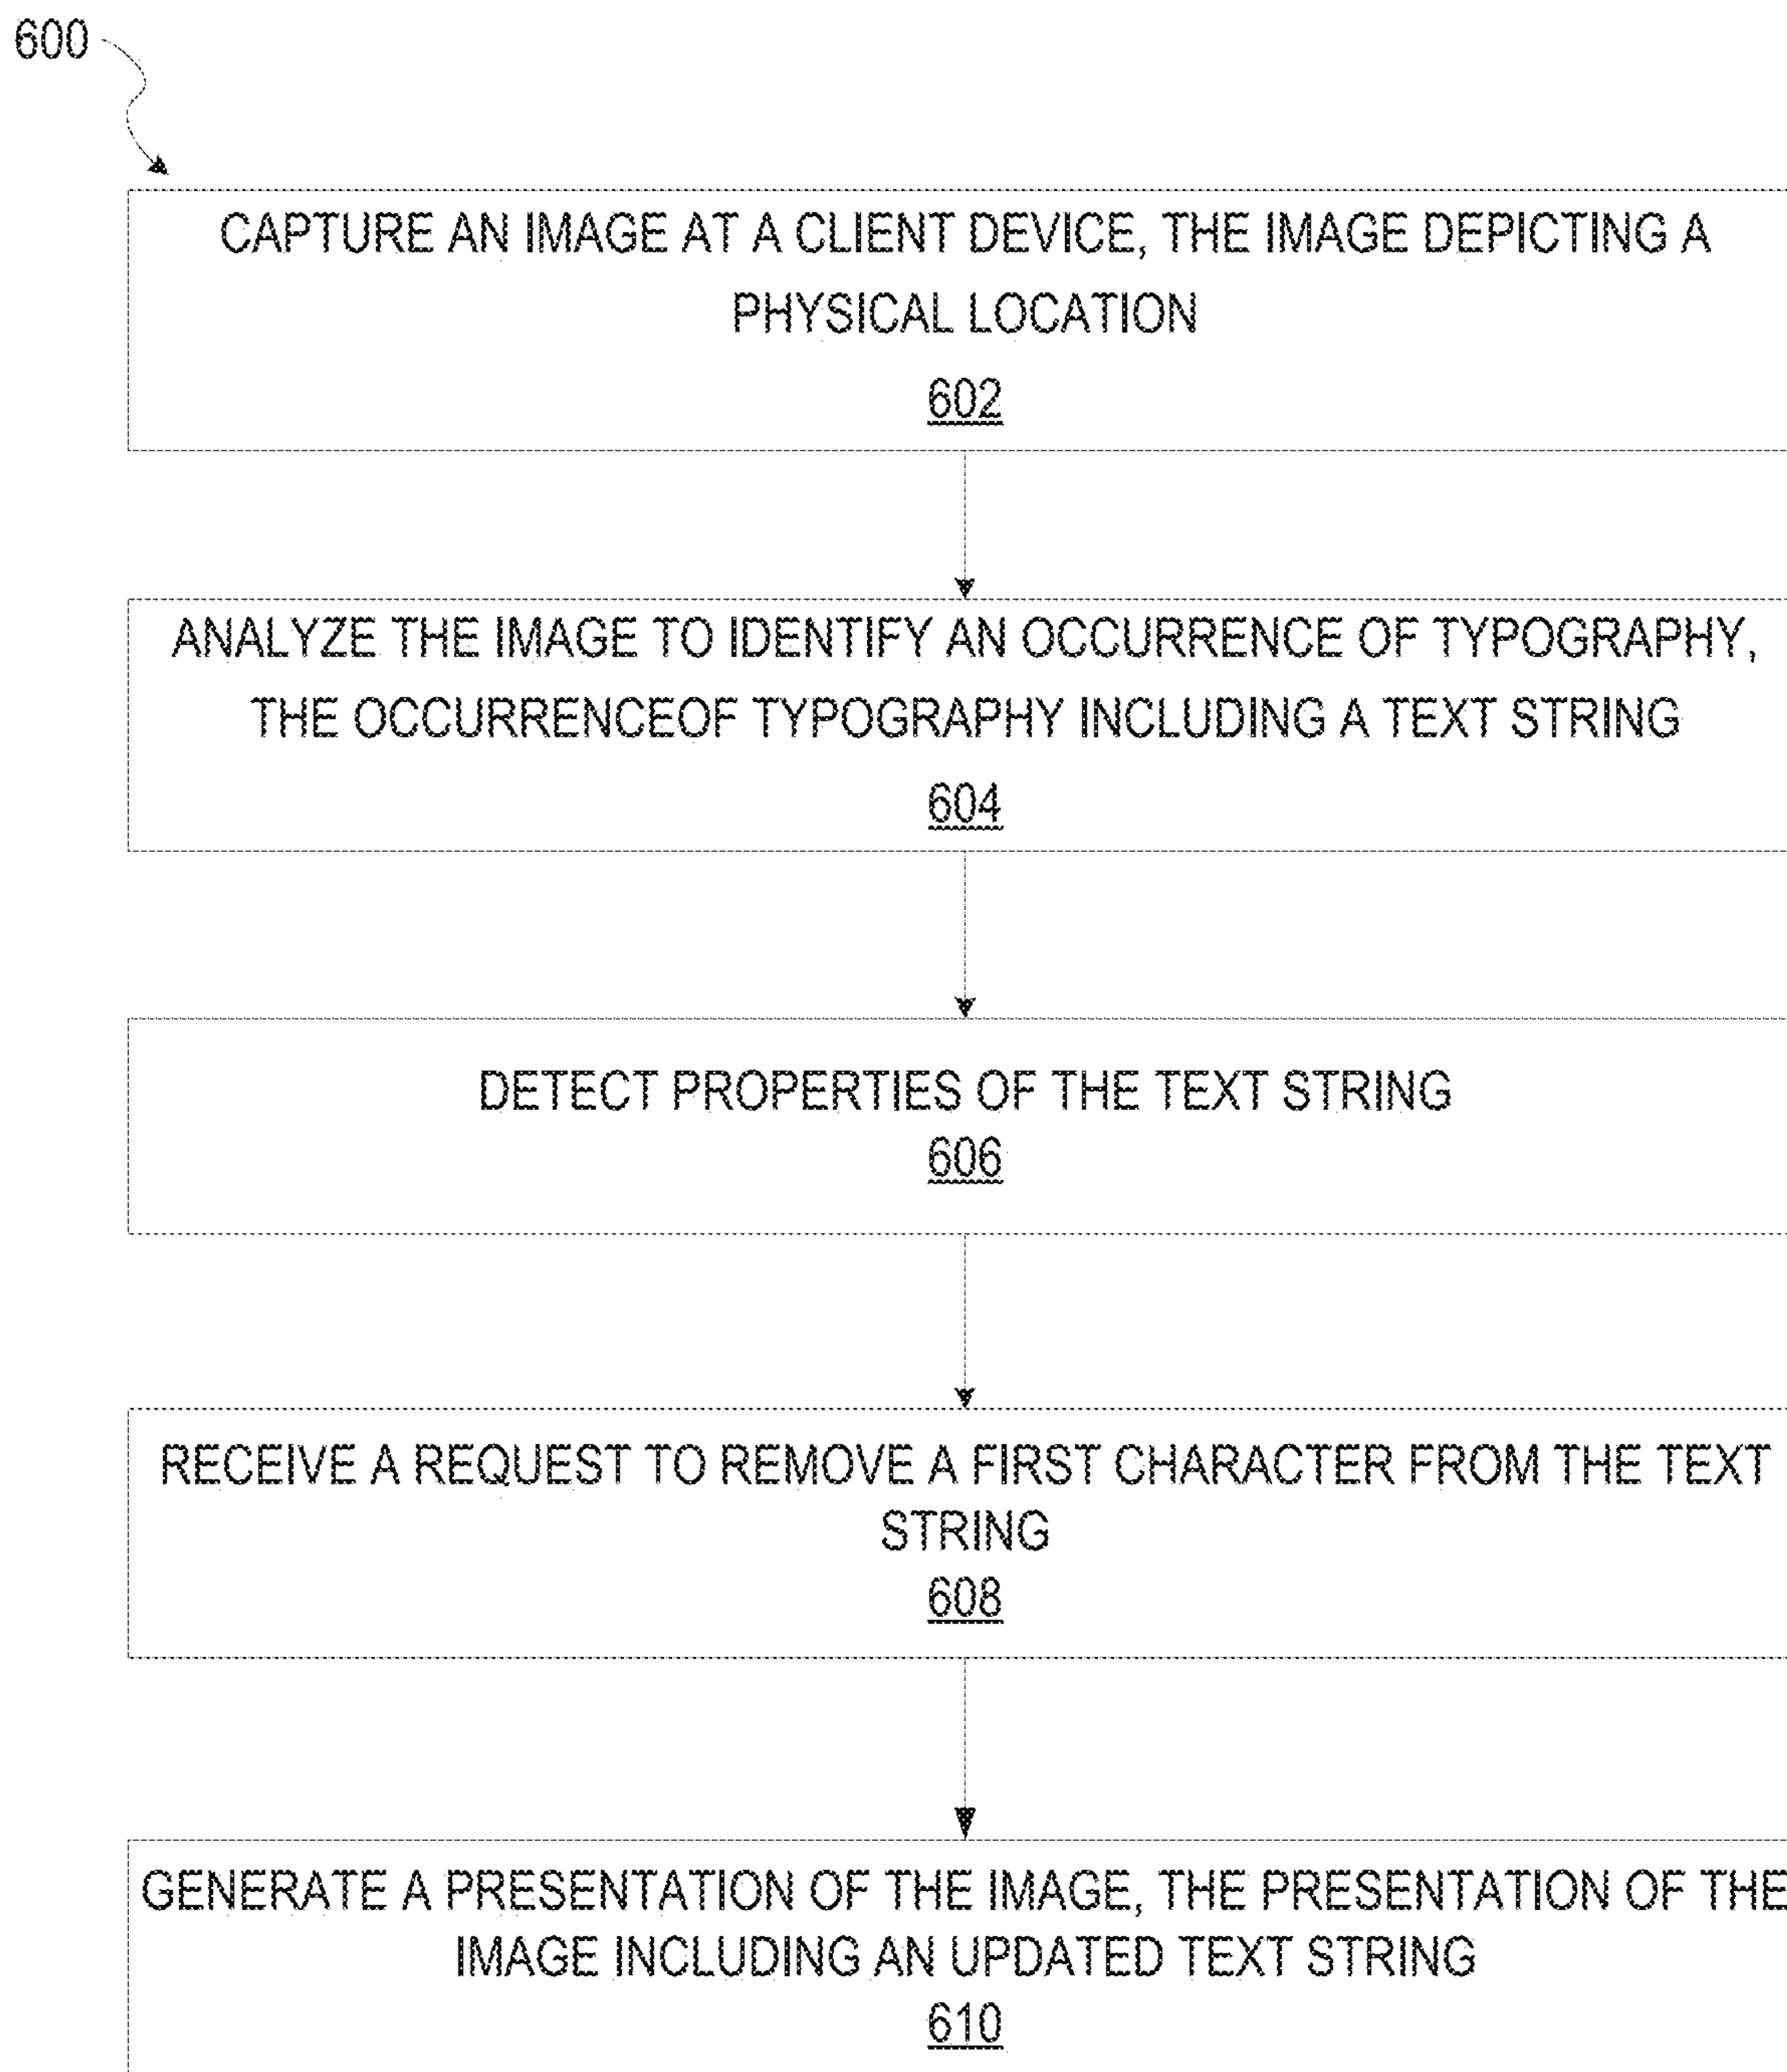 600
CAPTURE AN IMAGE AT A CLIENT DEVICE, THE IMAGE DEPICTING A
PHYSICAL LOCATION
602
ANALYZE THE IMAGE TO IDENTIFY AN OCCURRENCE OF TYPOGRAPHY,
THE OCCURRENCEOF TYPOGRAPHY INCLUDING A TEXT STRING
604
DETECT PROPERTIES OF THE TEXT STRING
606
RECEIVE A REQUEST TO REMOVE A FIRST CHARACTER FROM THE TEXT
STRING
608
GENERATE A PRESENTATION OF THE IMAGE, THE PRESENTATION OF THE
IMAGE INCLUDING AN UPDATED TEXT STRING
610